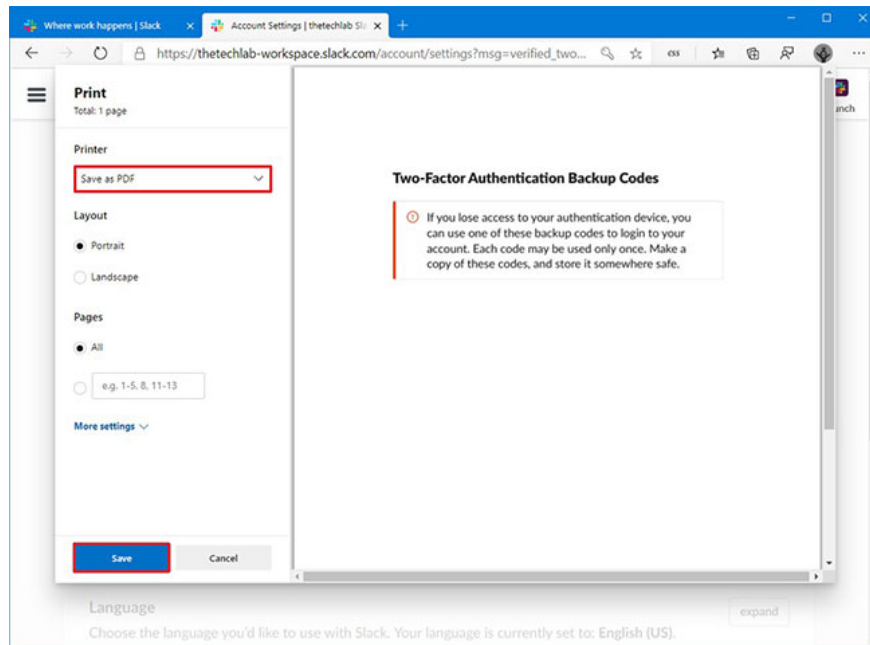 Where work happens | Slack
Account Settings | thetechlab Sl
https://thetechlab-workspace.slack.com/account/settings?msg=verified_two...
css
unch
Print
Total: 1 page
Printer
Save as PDF
Layout
Portrait
Landscape
Pages
All
e.g. 1-5, 8, 11-13
More settings
Save
Cancel
Two-Factor Authentication Backup Codes
If you lose access to your authentication device, you
can use one of these backup codes to login to your
account. Each code may be used only once. Make a
copy of these codes, and store it somewhere safe.
Language
expand
Choose the language you'd like to use with Slack. Your language is currently set to: English (US).